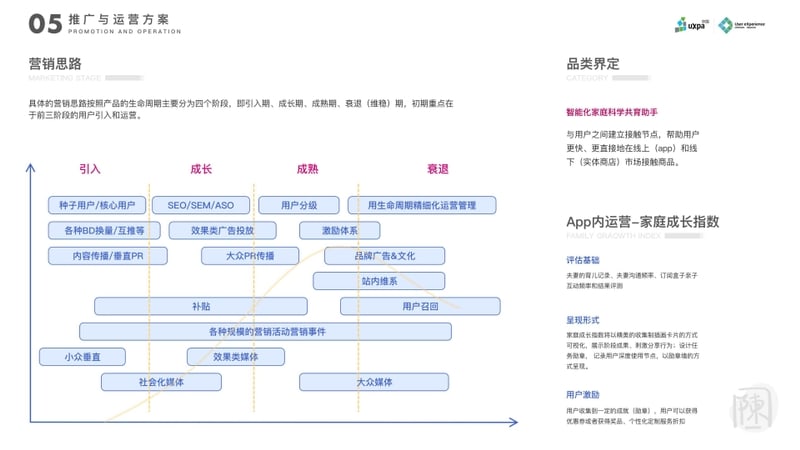 05 推广与运营方案
PROMOTION AND OPERATION
uxpa 中国
User eXperience
营销思路
MARKETING STAGE
具体的营销思路按照产品的生命周期主要分为四个阶段，即引入期、成长期、成熟期、衰退（维稳）期，初期重点在
于前三阶段的用户引入和运营。
引入 成长 成熟 衰退
种子用户/核心用户 SEO/SEM/ASO 用户分级 用生命周期精细化运营管理
各种BD换量/互推等 效果类广告投放 激励体系
内容传播/垂直PR 大众PR传播 品牌广告&文化
站内维系
补贴 用户召回
各种规模的营销活动营销事件
小众垂直 效果类媒体
社会化媒体 大众媒体
品类界定
CATEGORY
智能化家庭科学共育助手
与用户之间建立接触节点，帮助用户
更快、更直接地在线上（app）和线
下（实体商店）市场接触商品。
App内运营-家庭成长指数
FAMILY GRAOWTH INDEX
评估基础
夫妻的育儿记录、夫妻沟通频率、订阅盒子亲子
互动频率和结果评测
呈现形式
家庭成长指数将以精美的收集制插画卡片的方式
可视化，展示阶段成果、刺激分享行为；设计任
务勋章， 记录用户深度使用节点，以勋章墙的方
式呈现。
用户激励
用户收集到一定的成就（勋章），用户可以获得
优惠券或者获得奖品、个性化定制服务折扣
陳